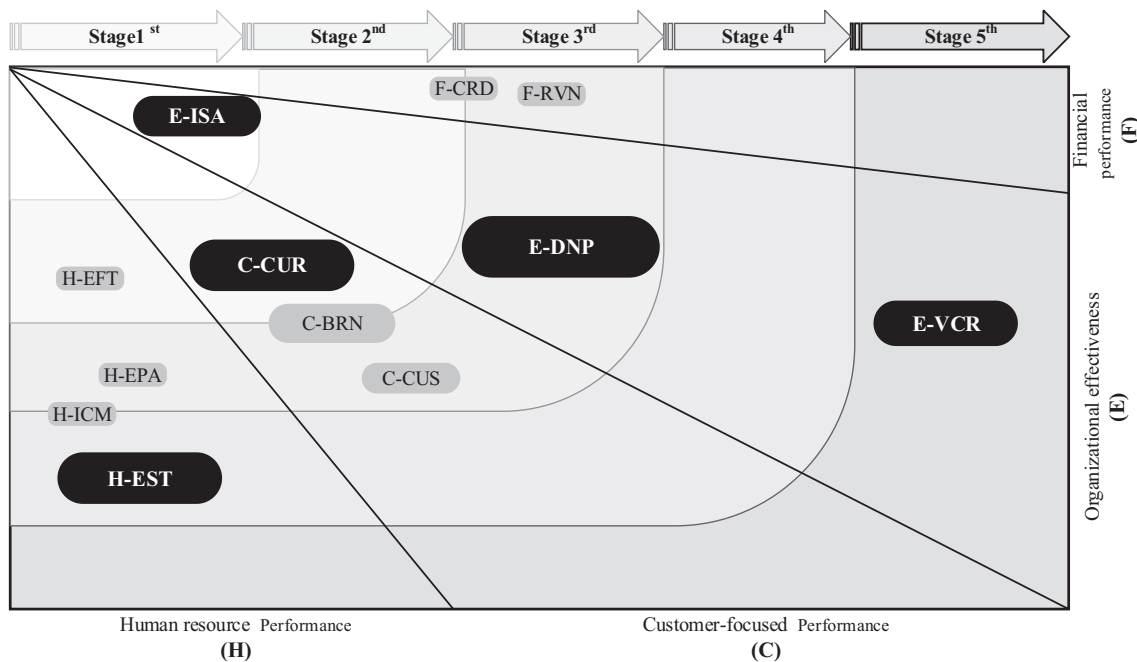 Stage1 st
Stage 2nd
Stage 3rd
Stage 4th
Stage 5th
F-CRD
F-RVN
E-ISA
Financial
performance
(F)
E-DNP
C-CUR
H-EFT
C-BRN
E-VCR
H-EPA
C-CUS
H-ICM
H-EST
Organizational effectiveness
(E)
Human resource Performance
(H)
Customer-focused Performance
(C)